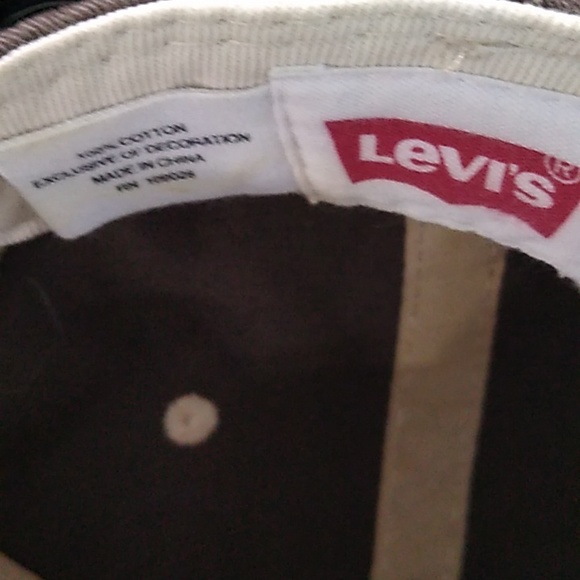 100% COTTON
EXCLUSIVE OF DECORATION
MADE IN CHINA
Levi's®